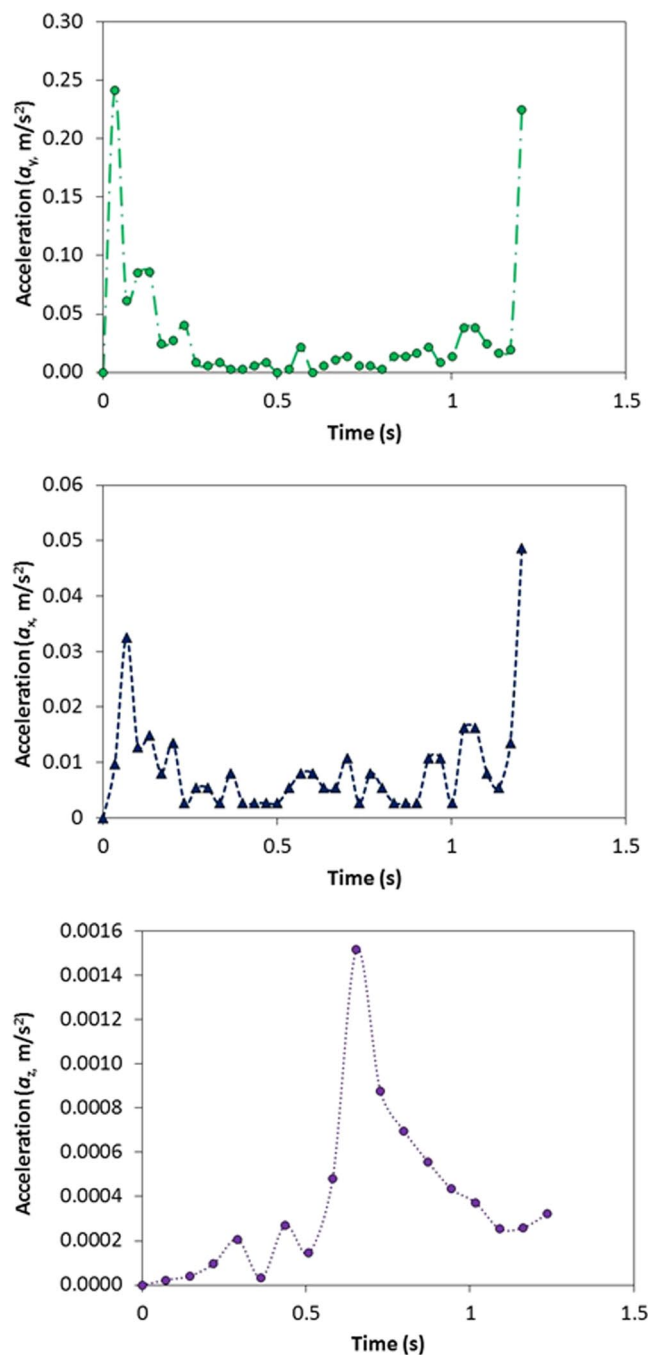 0.30
0.25
0.20
0.15
0.10
0.05
0.00
Acceleration (aᵧ, m/s²)
0 0.5 1 1.5
Time (s)
0.06
0.05
0.04
0.03
0.02
0.01
0
Acceleration (aₓ, m/s²)
0 0.5 1 1.5
Time (s)
0.0016
0.0014
0.0012
0.0010
0.0008
0.0006
0.0004
0.0002
0.0000
Acceleration (a_z, m/s²)
0 0.5 1 1.5
Time (s)